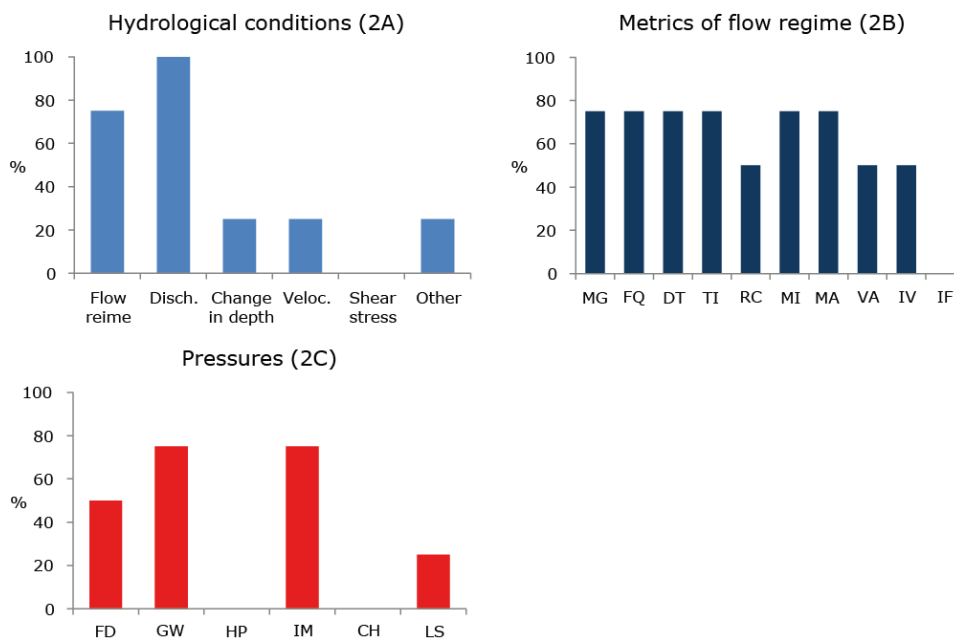 Hydrological conditions (2A)
100
80
60
%
40
20
0
Flow reime
Disch.
Change in depth
Veloc.
Shear stress
Other
Metrics of flow regime (2B)
100
80
60
%
40
20
0
MG FQ DT TI RC MI MA VA IV IF
Pressures (2C)
100
80
60
%
40
20
0
FD GW HP IM CH LS